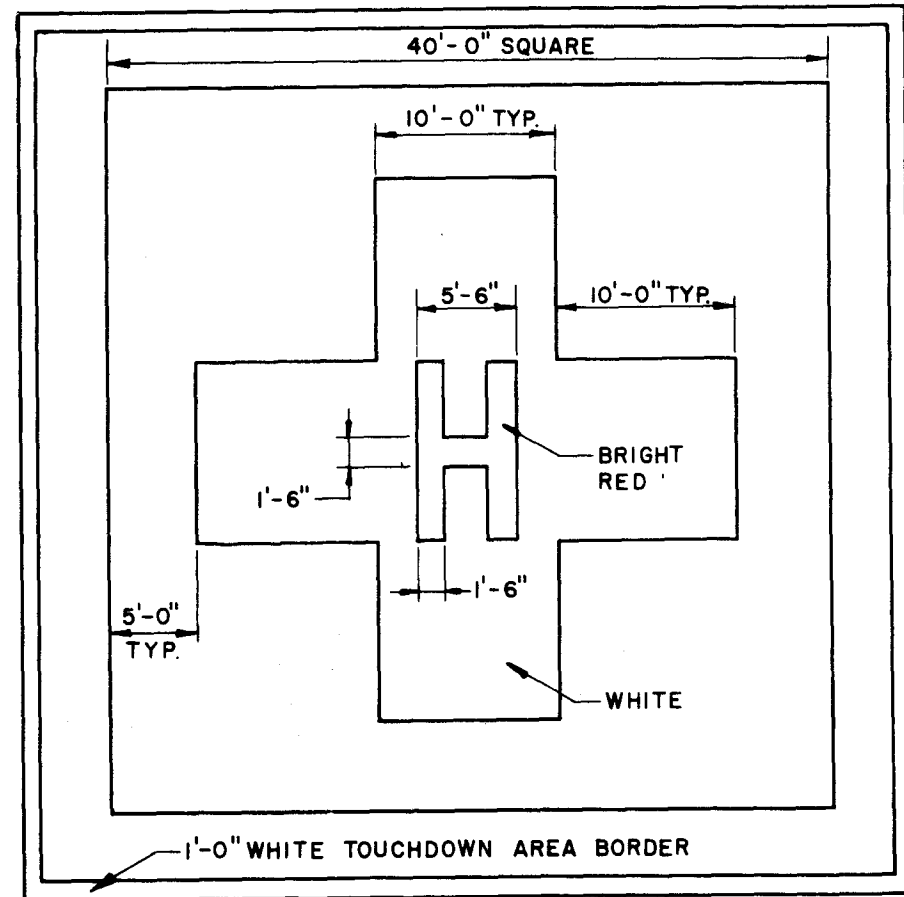 40'-0" SQUARE
10'-0" TYP.
5'-6"
10'-0" TYP.
BRIGHT
RED
1'-6"
1'-6"
5'-0"
TYP.
WHITE
1'-0" WHITE TOUCHDOWN AREA BORDER